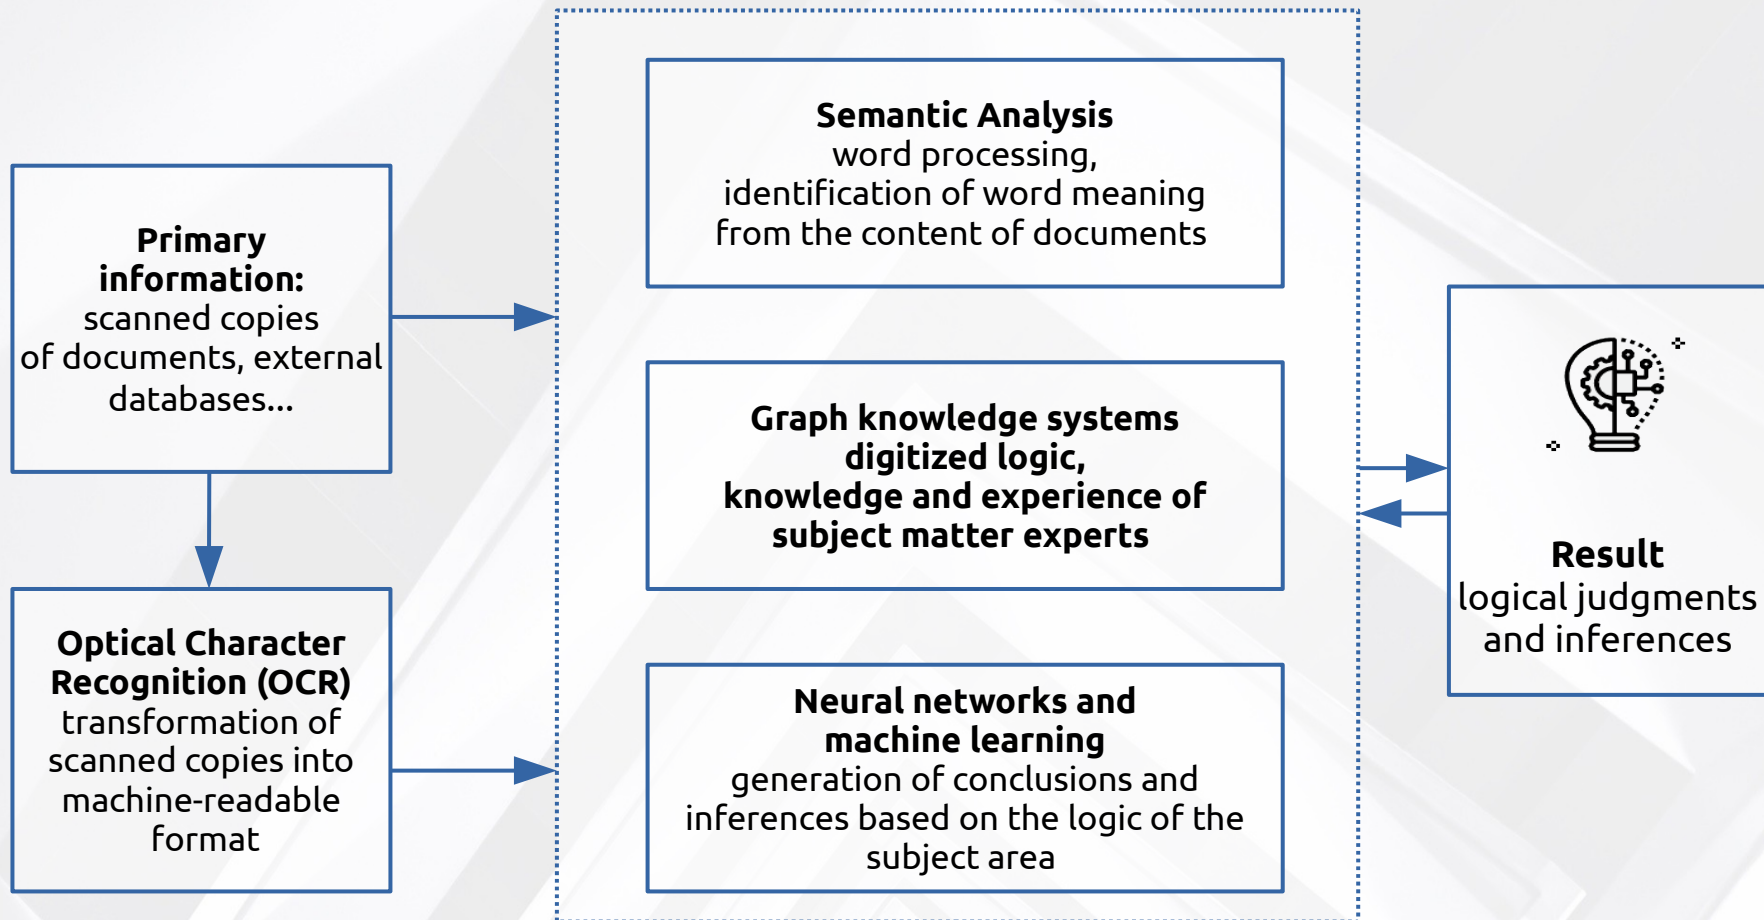 Primary
information:
scanned copies
of documents, external
databases...
Optical Character
Recognition (OCR)
transformation of
scanned copies into
machine-readable
format
Semantic Analysis
word processing,
identification of word meaning
from the content of documents
Graph knowledge systems
digitized logic,
knowledge and experience of
subject matter experts
Neural networks and
machine learning
generation of conclusions and
inferences based on the logic of the
subject area
Result
logical judgments
and inferences